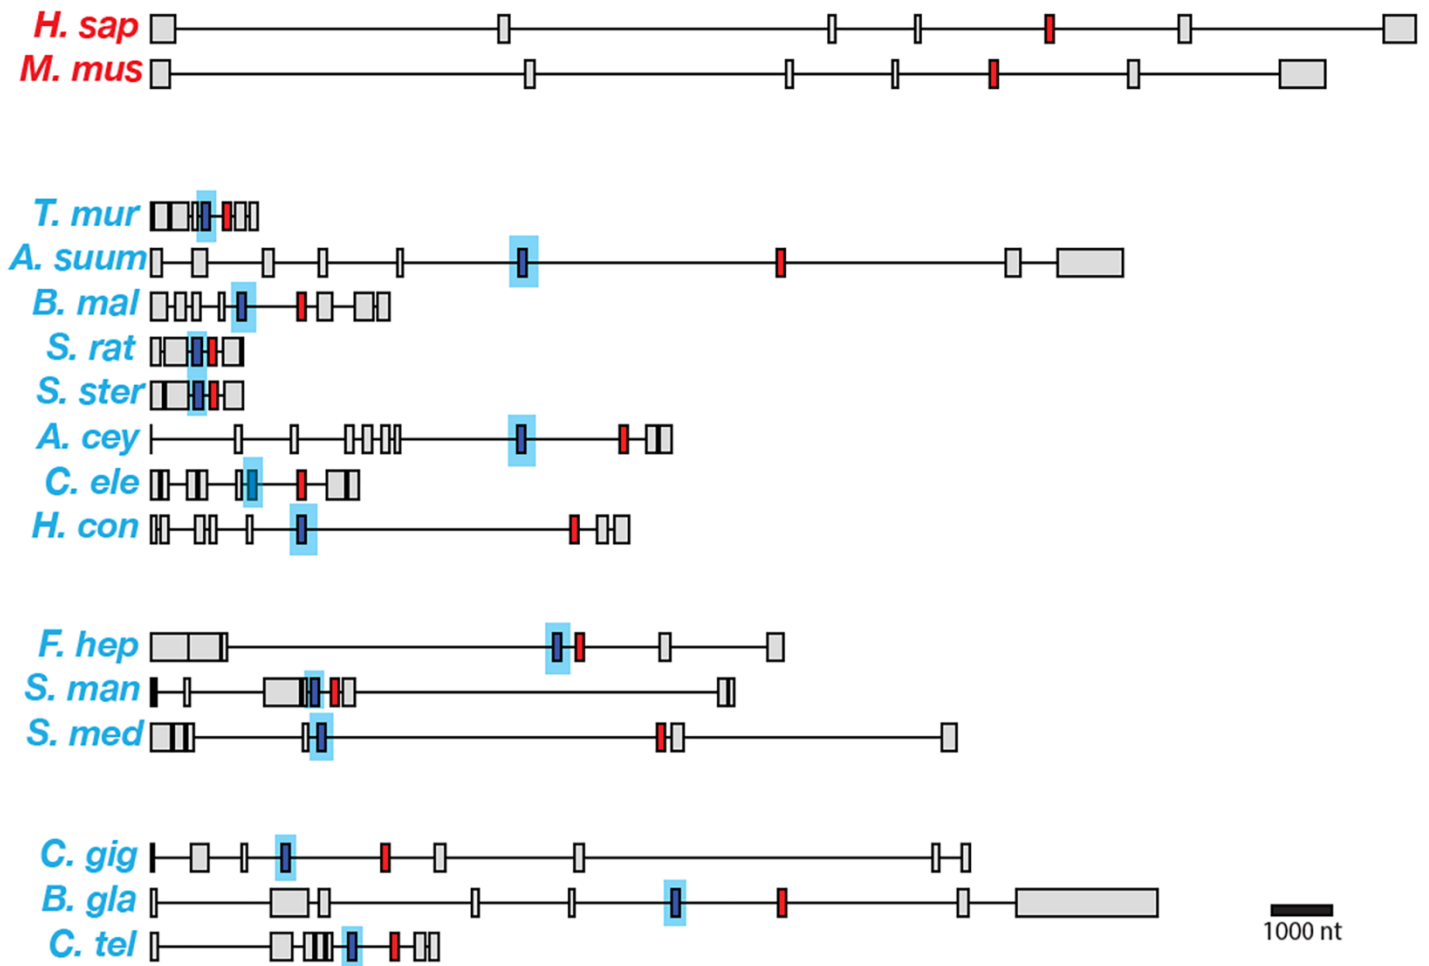 H. sap
M. mus
T. mur
A. suum
B. mal
S. rat
S. ster
A. cey
C. ele
H. con
F. hep
S. man
S. med
C. gig
B. gla
C. tel
1000 nt